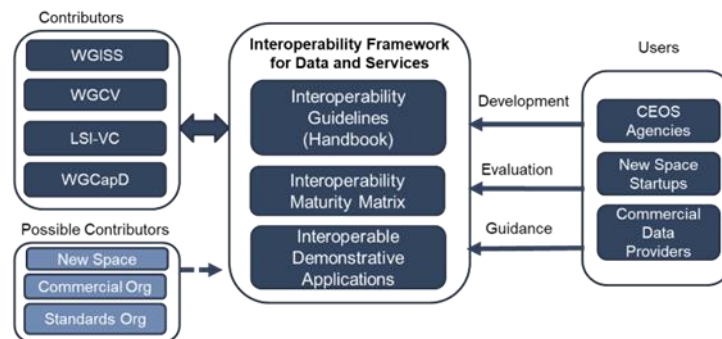 Contributors
WGISS
WGCV
LSI-VC
WGCapD
Possible Contributors
New Space
Commercial Org
Standards Org
Interoperability Framework
for Data and Services
Interoperability
Guidelines
(Handbook)
Interoperability
Maturity Matrix
Interoperable
Demonstrative
Applications
Development
Evaluation
Guidance
Users
CEOS
Agencies
New Space
Startups
Commercial
Data
Providers